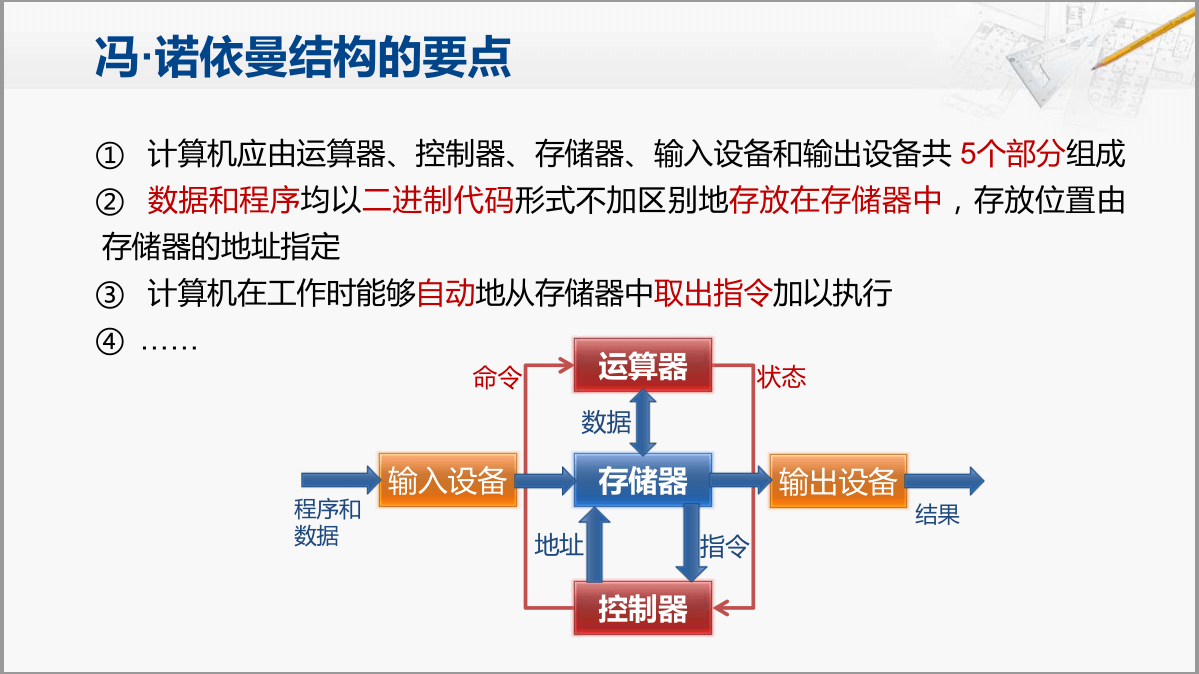 冯·诺依曼结构的要点
① 计算机应由运算器、控制器、存储器、输入设备和输出设备共 5个部分组成
② 数据和程序均以二进制代码形式不加区别地存放在存储器中，存放位置由
存储器的地址指定
③ 计算机在工作时能够自动地从存储器中取出指令加以执行
④ ……
运算器
命令
状态
数据
输入设备
存储器
输出设备
程序和
数据
结果
地址
指令
控制器